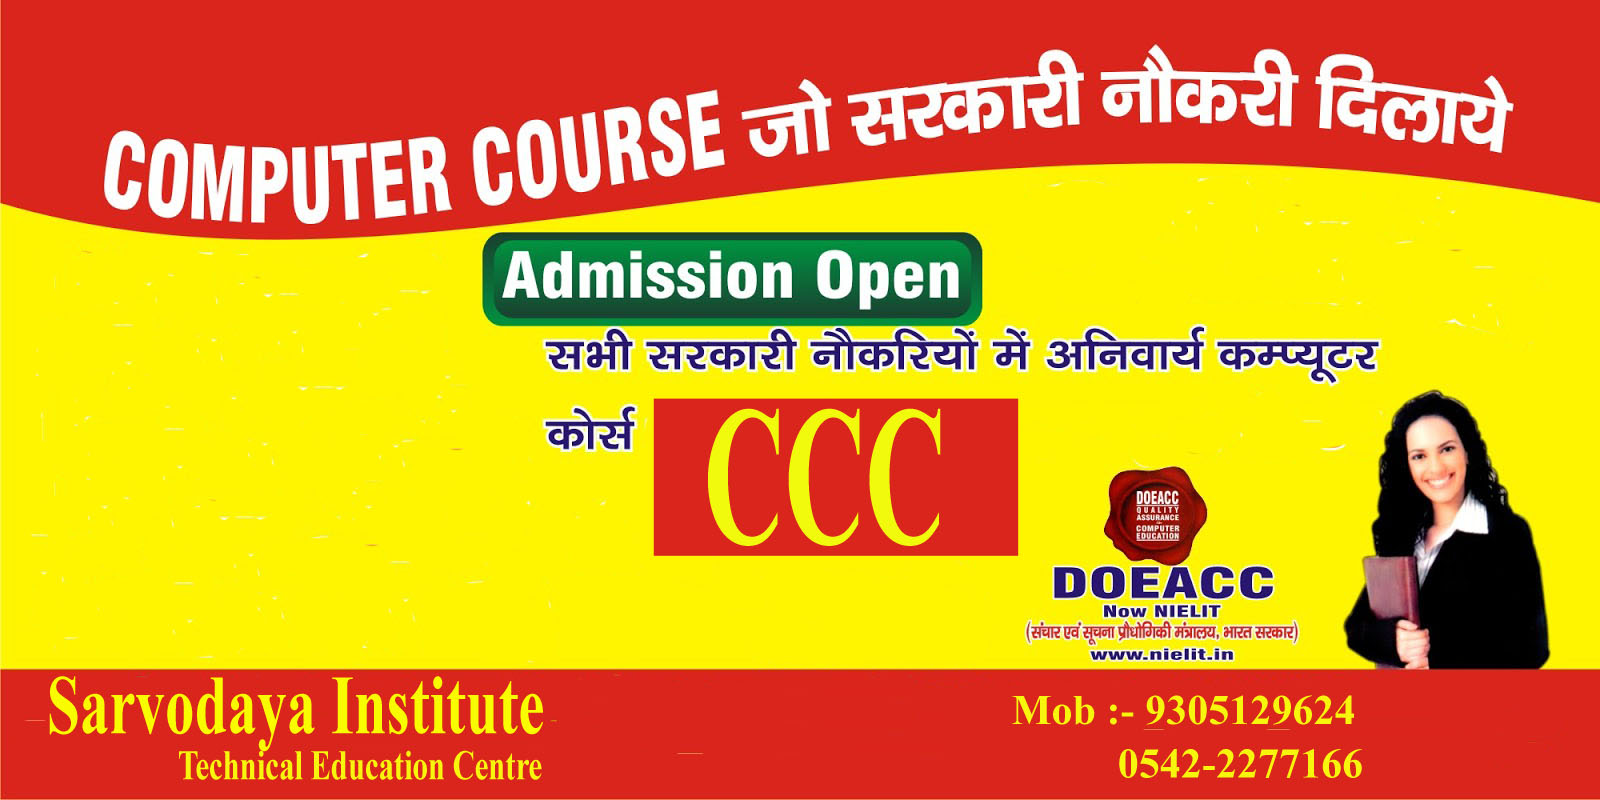 COMPUTER COURSE जो सरकारी नौकरी दिलाये
Admission Open
सभी सरकारी नौकरियों में अनिवार्य कम्प्यूटर
कोर्स CCC
DOEACC
QUALITY
ASSURANCE
IN
COMPUTER
EDUCATION
DOEACC
Now NIELIT
(संचार एवं सूचना प्रौधोगिकी मंत्रालय, भारत सरकार)
www.nielit.in
Sarvodaya Institute
Technical Education Centre
Mob :- 9305129624
0542-2277166